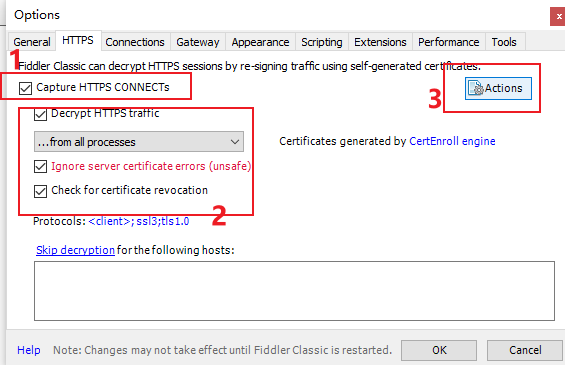 Options
x
General HTTPS Connections Gateway Appearance Scripting Extensions Performance Tools
1
Fiddler Classic can decrypt HTTPS sessions by re-signing traffic using self-generated certificates.
Capture HTTPS CONNECTs
3
Actions
Decrypt HTTPS traffic
...from all processes
Certificates generated by CertEnroll engine
Ignore server certificate errors (unsafe)
Check for certificate revocation
2
Protocols: <client>; ssl3;tls1.0
Skip decryption for the following hosts:
Help Note: Changes may not take effect until Fiddler Classic is restarted. OK Cancel